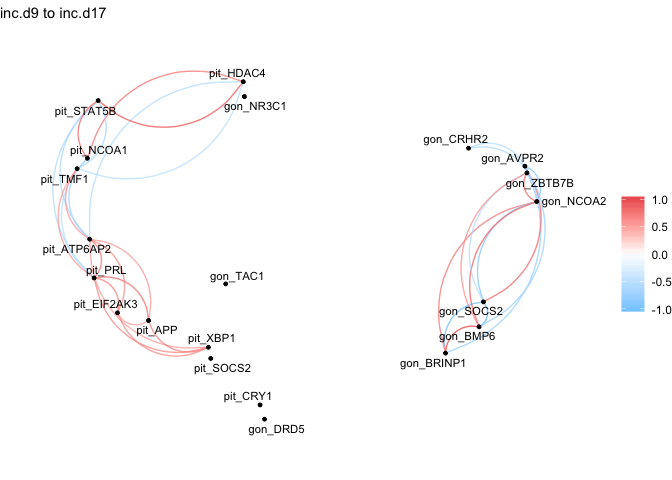 inc.d9 to inc.d17
pit_HDAC4
gon_NR3C1
pit_STAT5B
pit_NCOA1
pit_TMF1
pit_ATP6AP2
pit_PRL
pit_EIF2AK3
pit_APP
pit_XBP1
pit_SOCS2
gon_TAC1
pit_CRY1
gon_DRD5
gon_CRHR2
gon_AVPR2
gon_ZBTB7B
gon_NCOA2
gon_SOCS2
gon_BMP6
gon_BRINP1
1.0
0.5
0.0
-0.5
-1.0